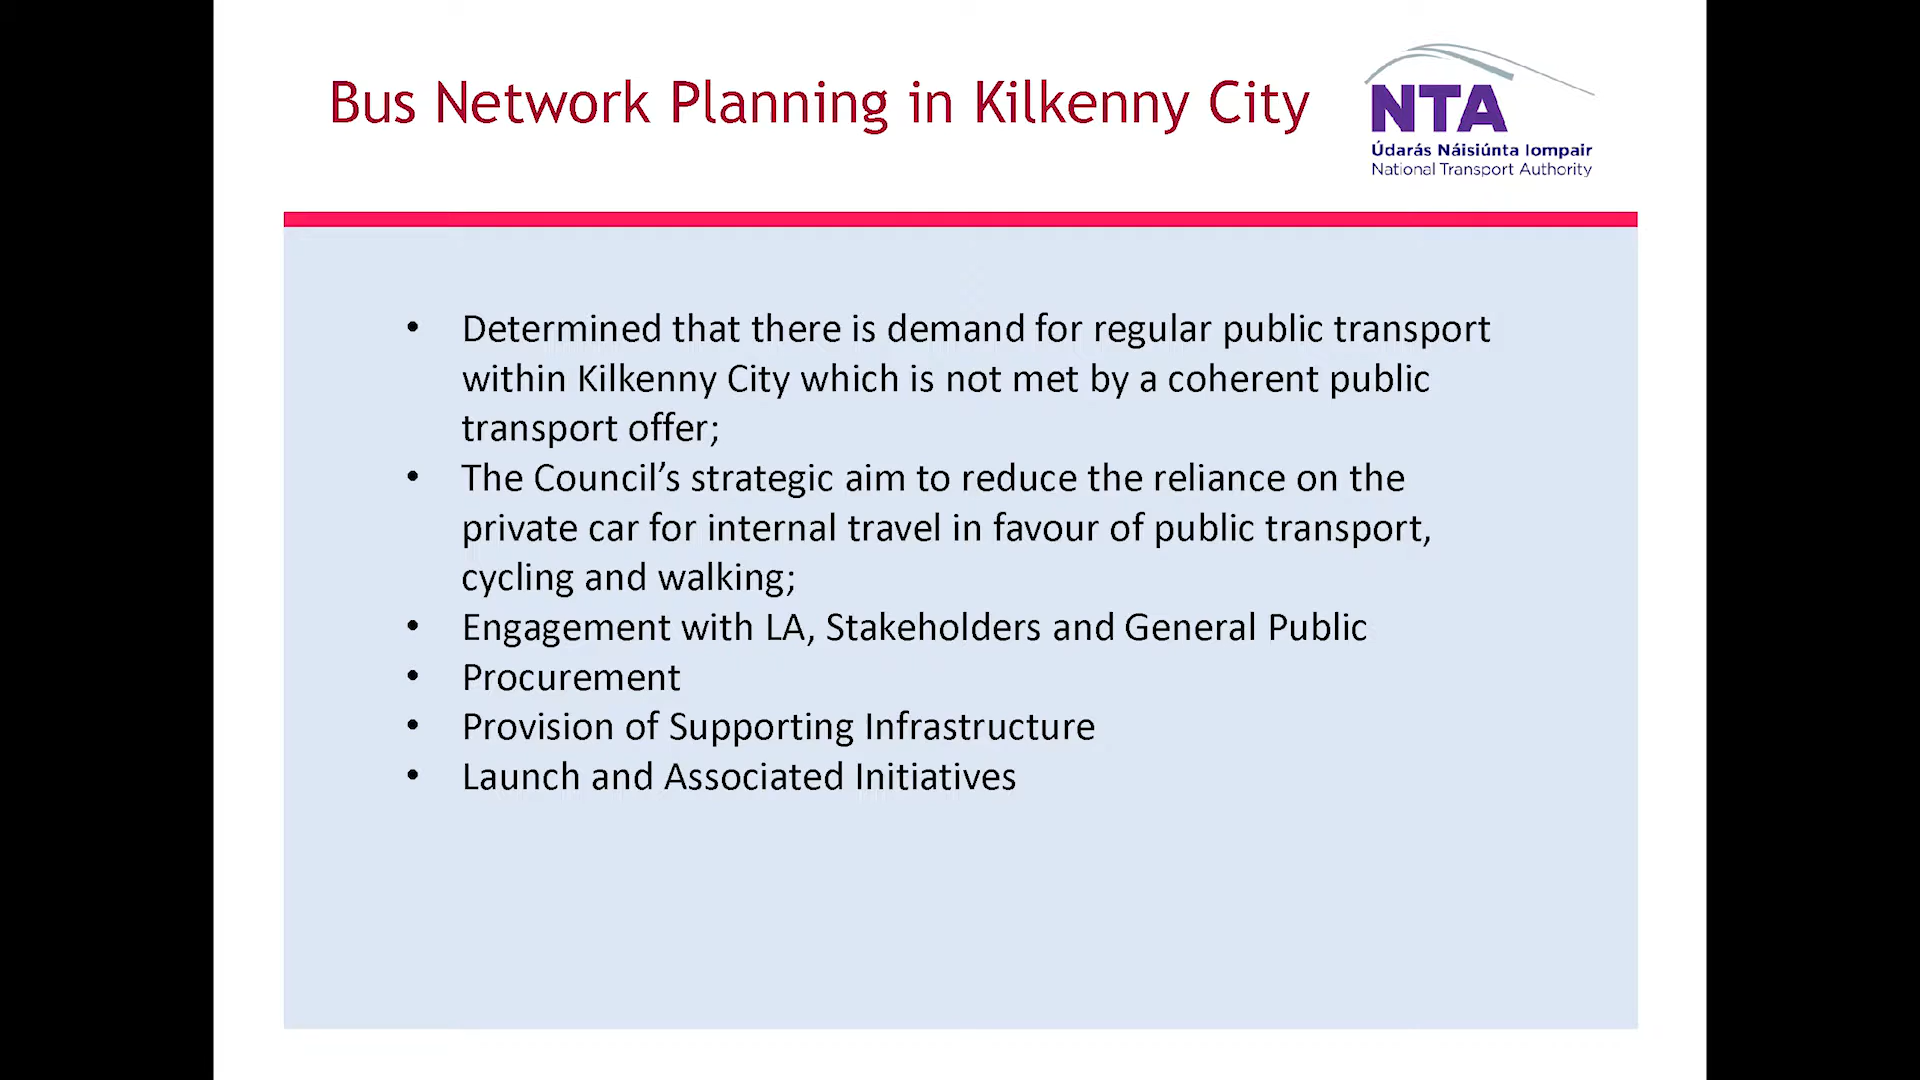 Bus Network Planning in Kilkenny City
NTA
Údarás Náisiúnta Iompair
National Transport Authority
• Determined that there is demand for regular public transport
within Kilkenny City which is not met by a coherent public
transport offer;
• The Council’s strategic aim to reduce the reliance on the
private car for internal travel in favour of public transport,
cycling and walking;
• Engagement with LA, Stakeholders and General Public
• Procurement
• Provision of Supporting Infrastructure
• Launch and Associated Initiatives